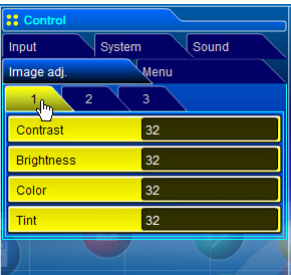 Control
Input System Sound
Image adj. Menu
1 2 3
Contrast 32
Brightness 32
Color 32
Tint 32